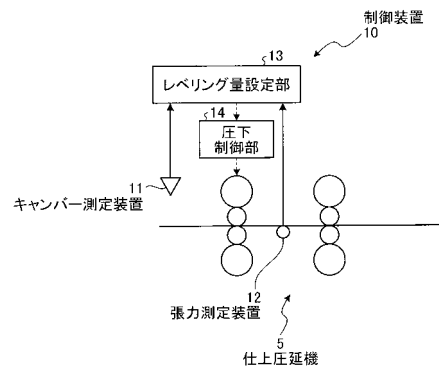 制御装置
10
13
レベリング量設定部
14
圧下
制御部
11
キャンバー測定装置
12
張力測定装置
5
仕上圧延機